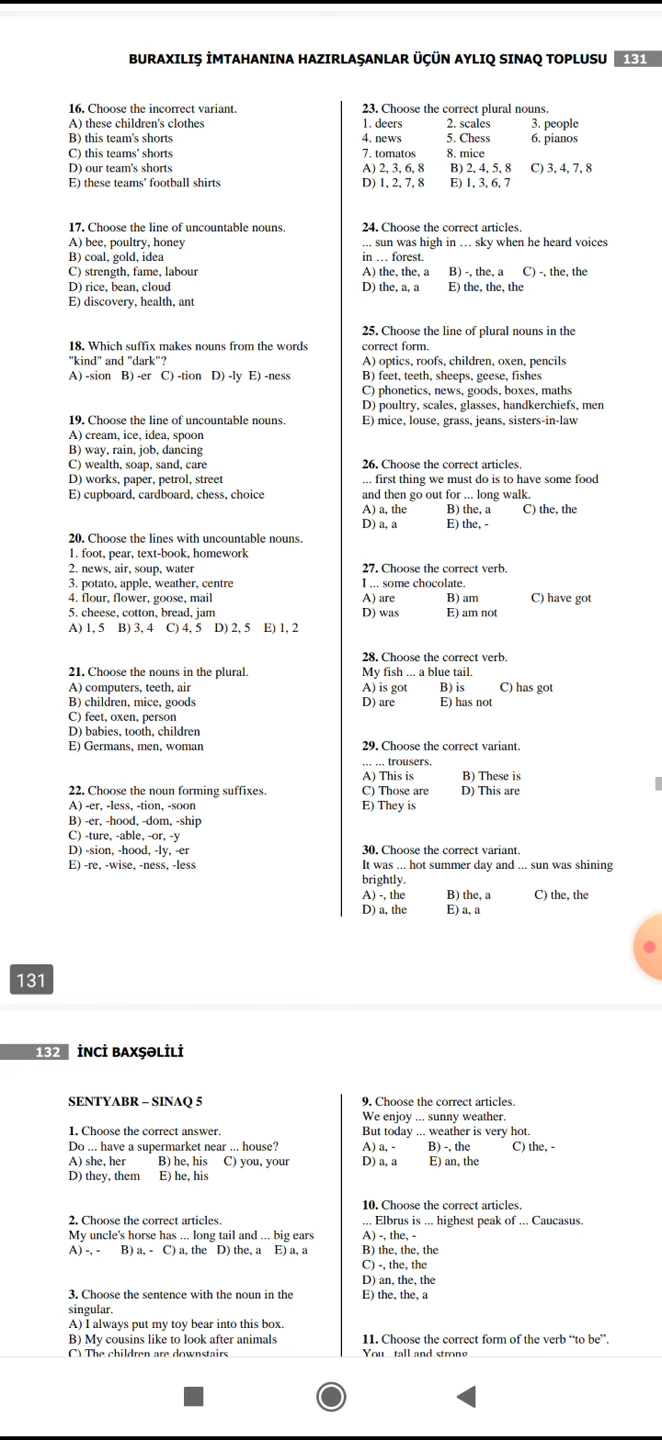 BURAXILIŞ İMTAHANINA HAZIRLAŞANLAR ÜÇÜN AYLIQ SINAQ TOPLUSU 131
16. Choose the incorrect variant.
A) these children's clothes
B) this team's shorts
C) this teams' shorts
D) our team's shorts
E) these teams' football shirts
17. Choose the line of uncountable nouns.
A) bee, poultry, honey
B) coal, gold, idea
C) strength, fame, labour
D) rice, bean, cloud
E) discovery, health, ant
18. Which suffix makes nouns from the words
"kind" and "dark"?
A) -sion B) -er C) -tion D) -ly E) -ness
19. Choose the line of uncountable nouns.
A) cream, ice, idea, spoon
B) way, rain, job, dancing
C) wealth, soap, sand, care
D) works, paper, petrol, street
E) cupboard, cardboard, chess, choice
20. Choose the lines with uncountable nouns.
1. foot, pear, text-book, homework
2. news, air, soup, water
3. potato, apple, weather, centre
4. flour, flower, goose, mail
5. cheese, cotton, bread, jam
A) 1, 5 B) 3, 4 C) 4, 5 D) 2, 5 E) 1, 2
21. Choose the nouns in the plural.
A) computers, teeth, air
B) children, mice, goods
C) feet, oxen, person
D) babies, tooth, children
E) Germans, men, woman
22. Choose the noun forming suffixes.
A) -er, -less, -tion, -soon
B) -er, -hood, -dom, -ship
C) -ture, -able, -or, -y
D) -sion, -hood, -ly, -er
E) -re, -wise, -ness, -less
23. Choose the correct plural nouns.
1. deers 2. scales 3. people
4. news 5. Chess 6. pianos
7. tomatos 8. mice
A) 2, 3, 6, 8 B) 2, 4, 5, 8 C) 3, 4, 7, 8
D) 1, 2, 7, 8 E) 1, 3, 6, 7
24. Choose the correct articles.
... sun was high in … sky when he heard voices
in … forest.
A) the, the, a B) -, the, a C) -, the, the
D) the, a, a E) the, the, the
25. Choose the line of plural nouns in the
correct form.
A) optics, roofs, children, oxen, pencils
B) feet, teeth, sheeps, geese, fishes
C) phonetics, news, goods, boxes, maths
D) poultry, scales, glasses, handkerchiefs, men
E) mice, louse, grass, jeans, sisters-in-law
26. Choose the correct articles.
... first thing we must do is to have some food
and then go out for ... long walk.
A) a, the B) the, a C) the, the
D) a, a E) the, -
27. Choose the correct verb.
I ... some chocolate.
A) are B) am C) have got
D) was E) am not
28. Choose the correct verb.
My fish ... a blue tail.
A) is got B) is C) has got
D) are E) has not
29. Choose the correct variant.
... ... trousers.
A) This is B) These is
C) Those are D) This are
E) They is
30. Choose the correct variant.
It was ... hot summer day and ... sun was shining
brightly.
A) -, the B) the, a C) the, the
D) a, the E) a, a
131
132 İNCİ BAXŞƏLİLİ
SENTYABR – SINAQ 5
1. Choose the correct answer.
Do ... have a supermarket near ... house?
A) she, her B) he, his C) you, your
D) they, them E) he, his
2. Choose the correct articles.
My uncle's horse has ... long tail and ... big ears
A) -, - B) a, - C) a, the D) the, a E) a, a
3. Choose the sentence with the noun in the
singular.
A) I always put my toy bear into this box.
B) My cousins like to look after animals
C) The children are downstairs
9. Choose the correct articles.
We enjoy ... sunny weather.
But today ... weather is very hot.
A) a, - B) -, the C) the, -
D) a, a E) an, the
10. Choose the correct articles.
... Elbrus is ... highest peak of ... Caucasus.
A) -, the, -
B) the, the, the
C) -, the, the
D) an, the, the
E) the, the, a
11. Choose the correct form of the verb “to be”.
You tall and strong